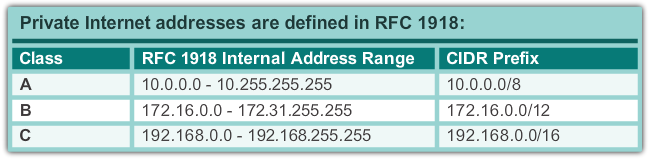 Private Internet addresses are defined in RFC 1918:
Class RFC 1918 Internal Address Range CIDR Prefix
A 10.0.0.0 - 10.255.255.255 10.0.0.0/8
B 172.16.0.0 - 172.31.255.255 172.16.0.0/12
C 192.168.0.0 - 192.168.255.255 192.168.0.0/16